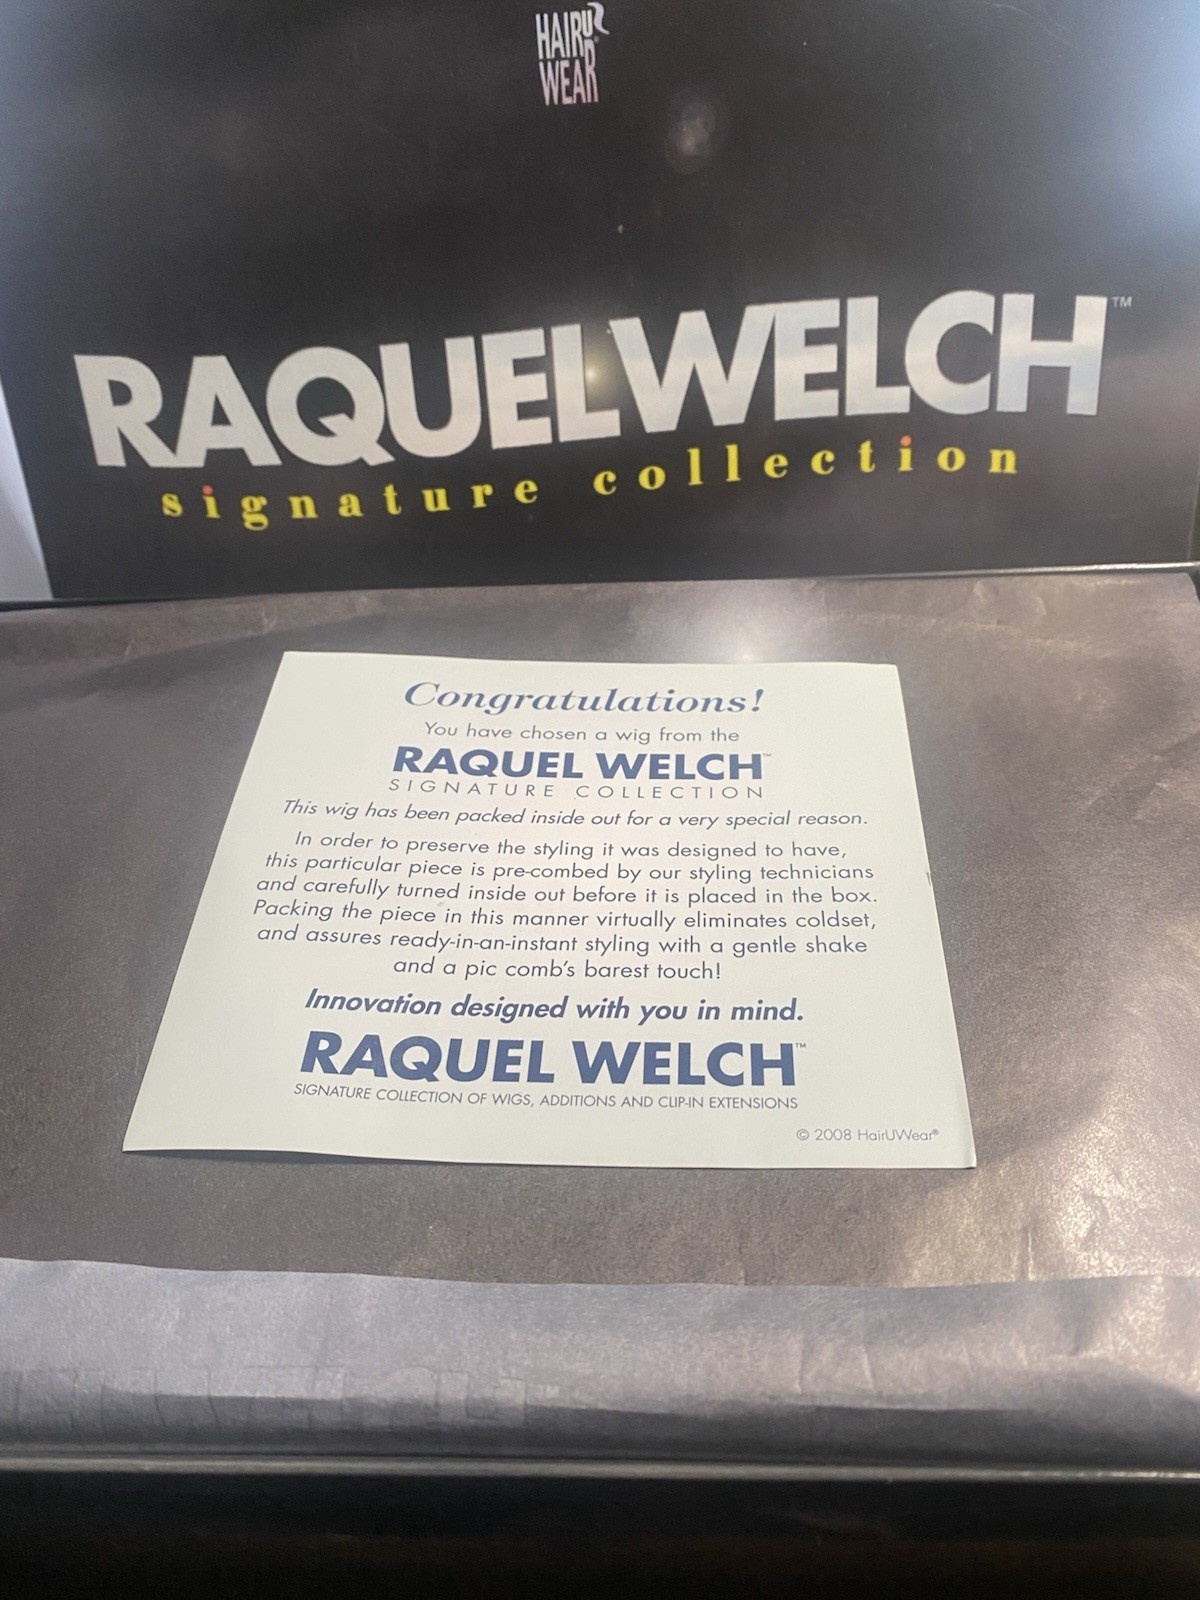 HAIRU
WEAR®
RAQUEL WELCH™
signature collection
Congratulations!
You have chosen a wig from the
RAQUEL WELCH™
SIGNATURE COLLECTION
This wig has been packed inside out for a very special reason.
In order to preserve the styling it was designed to have,
this particular piece is pre-combed by our styling technicians
and carefully turned inside out before it is placed in the box.
Packing the piece in this manner virtually eliminates coldset,
and assures ready-in-an-instant styling with a gentle shake
and a pic comb's barest touch!
Innovation designed with you in mind.
RAQUEL WELCH™
SIGNATURE COLLECTION OF WIGS, ADDITIONS AND CLIP-IN EXTENSIONS
© 2008 HairUWear®